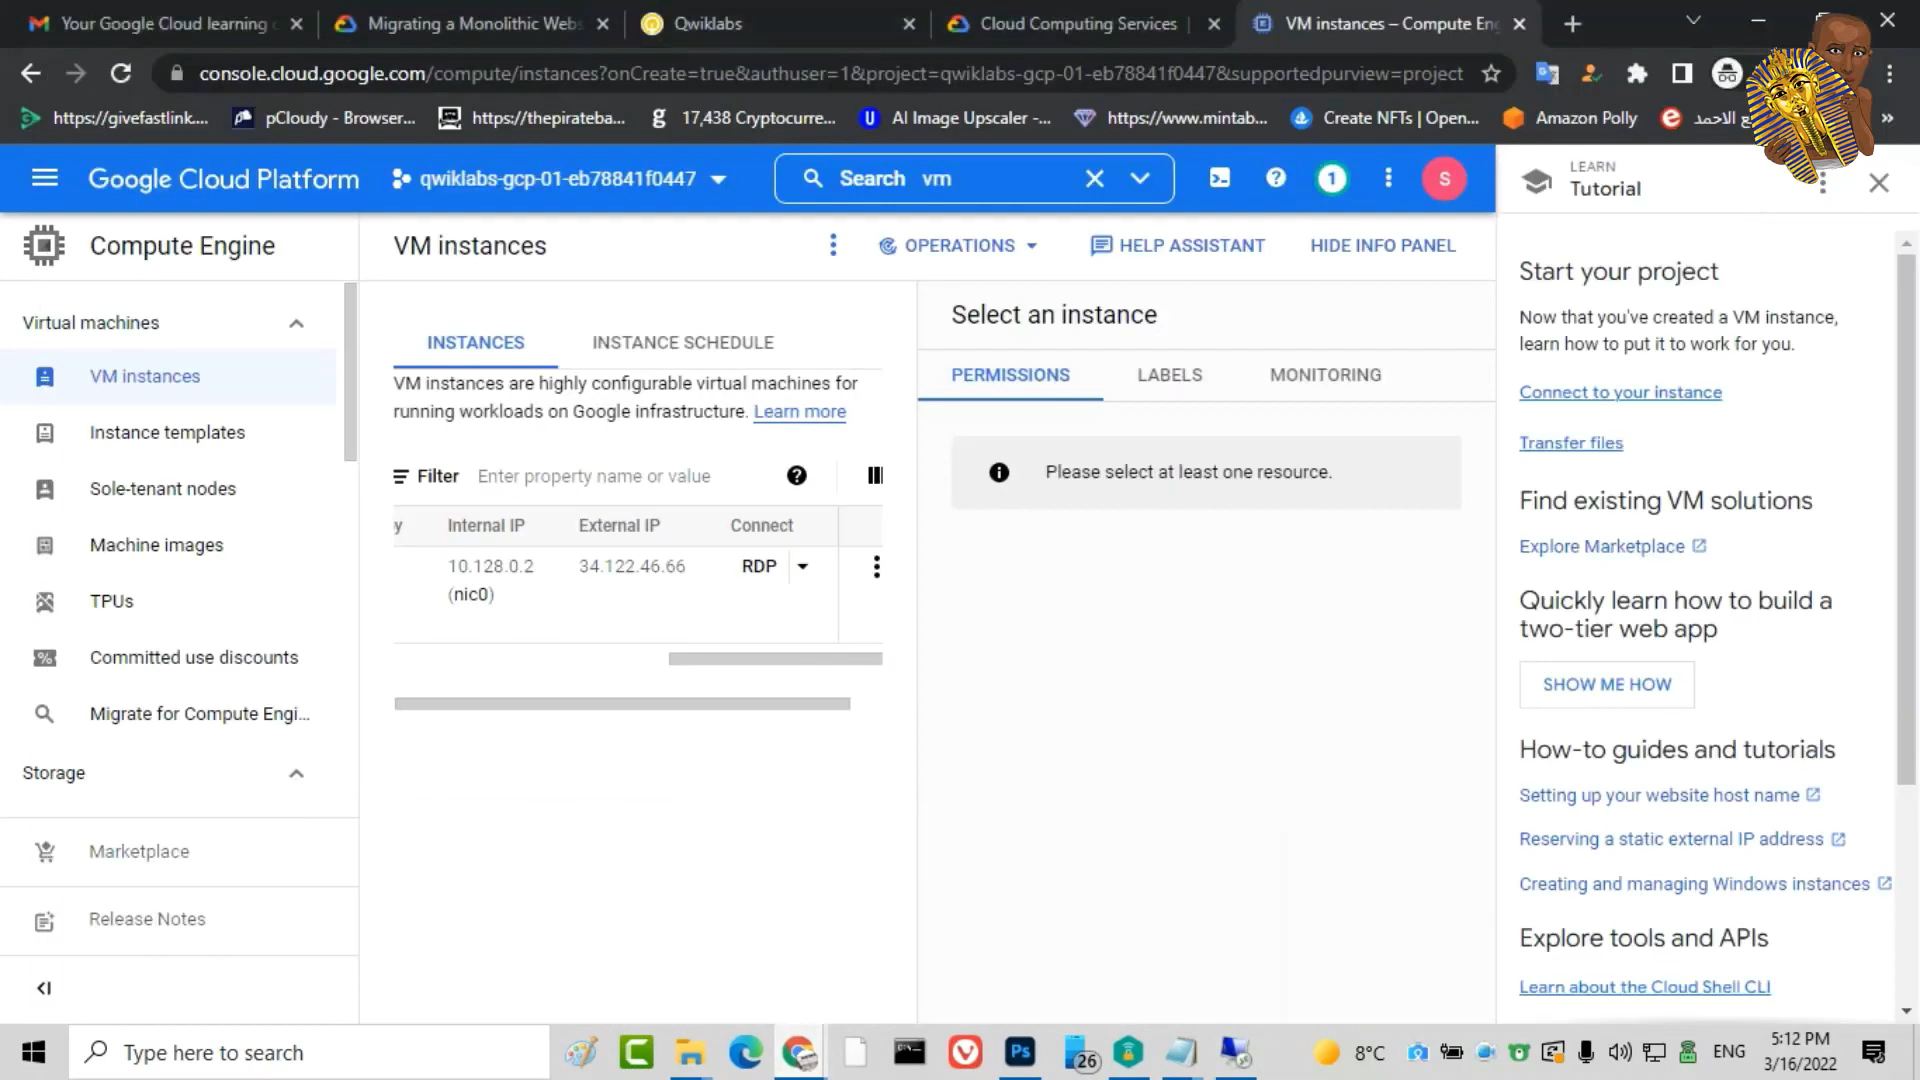 Your Google Cloud learning
Migrating a Monolithic Webs
Qwiklabs
Cloud Computing Services
VM instances – Compute Eng
console.cloud.google.com/compute/instances?onCreate=true&authuser=1&project=qwiklabs-gcp-01-eb78841f0447&supportedpurview=project
https://givefastlink....
pCloudy - Browser...
https://thepirateba...
17,438 Cryptocurre...
AI Image Upscaler -...
https://www.mintab...
Create NFTs | Open...
Amazon Polly
ع الاحمد
»
Google Cloud Platform
qwiklabs-gcp-01-eb78841f0447
Search vm
1
S
LEARN
Tutorial
Compute Engine
VM instances
OPERATIONS
HELP ASSISTANT
HIDE INFO PANEL
Virtual machines
VM instances
Instance templates
Sole-tenant nodes
Machine images
TPUs
Committed use discounts
Migrate for Compute Engi...
Storage
Marketplace
Release Notes
INSTANCES
INSTANCE SCHEDULE
VM instances are highly configurable virtual machines for
running workloads on Google infrastructure. Learn more
Filter
Enter property name or value
y
Internal IP
External IP
Connect
10.128.0.2
(nic0)
34.122.46.66
RDP
Select an instance
PERMISSIONS
LABELS
MONITORING
Please select at least one resource.
Start your project
Now that you've created a VM instance,
learn how to put it to work for you.
Connect to your instance
Transfer files
Find existing VM solutions
Explore Marketplace
Quickly learn how to build a
two-tier web app
SHOW ME HOW
How-to guides and tutorials
Setting up your website host name
Reserving a static external IP address
Creating and managing Windows instances
Explore tools and APIs
Learn about the Cloud Shell CLI
Type here to search
Ps
26
8°C
ENG
5:12 PM
3/16/2022